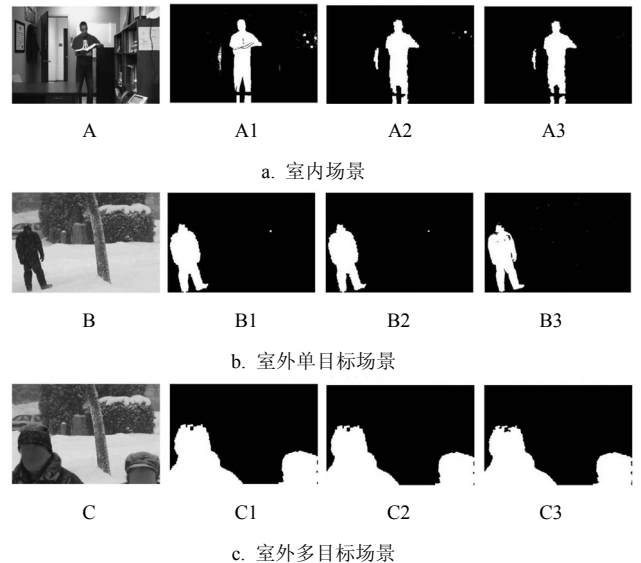 A A1 A2 A3
a. 室内场景
B B1 B2 B3
b. 室外单目标场景
C C1 C2 C3
c. 室外多目标场景